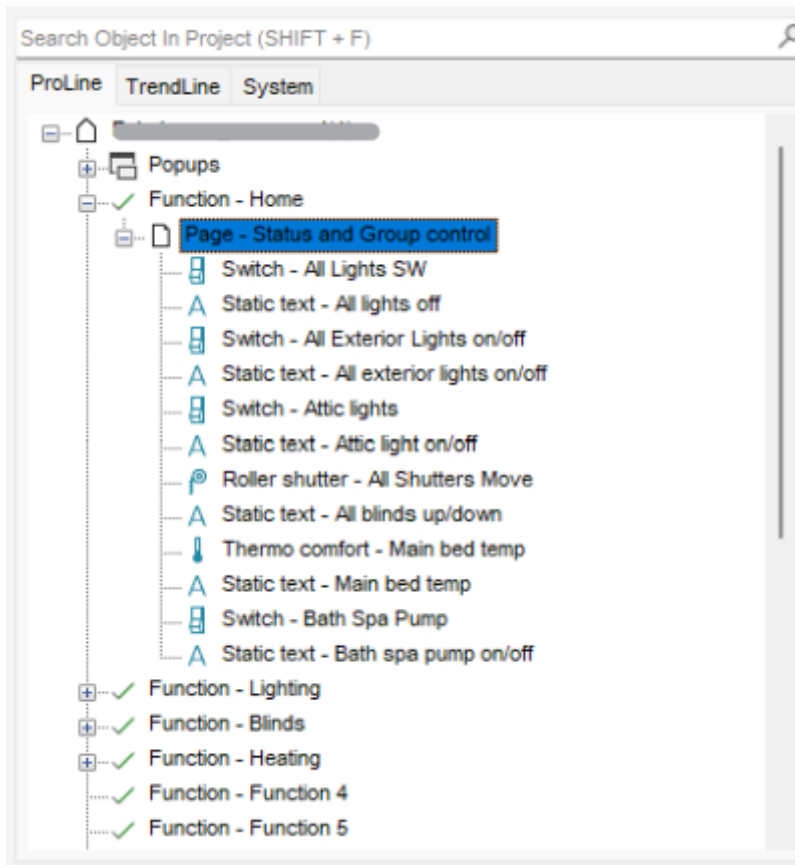 Search Object In Project (SHIFT + F)
ProLine TrendLine System
Popups
Function - Home
Page - Status and Group control
Switch - All Lights SW
Static text - All lights off
Switch - All Exterior Lights on/off
Static text - All exterior lights on/off
Switch - Attic lights
Static text - Attic light on/off
Roller shutter - All Shutters Move
Static text - All blinds up/down
Thermo comfort - Main bed temp
Static text - Main bed temp
Switch - Bath Spa Pump
Static text - Bath spa pump on/off
Function - Lighting
Function - Blinds
Function - Heating
Function - Function 4
Function - Function 5